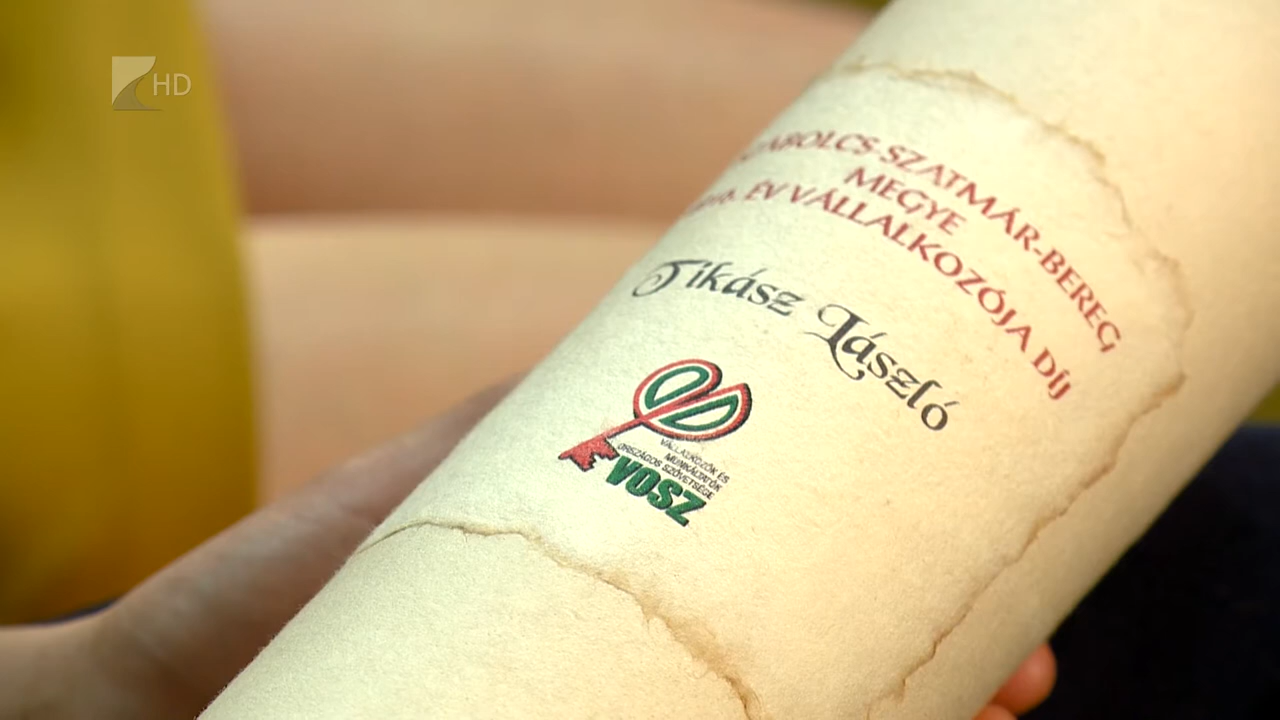 HD
SZABOLCS-SZATMÁR-BEREG
MEGYE
ÉV VÁLLALKOZÓJA DÍJ
Tikász László
VÁLLALKOZÓK ÉS
MUNKÁLTATÓK
ORSZÁGOS SZÖVETSÉGE
VOSZ